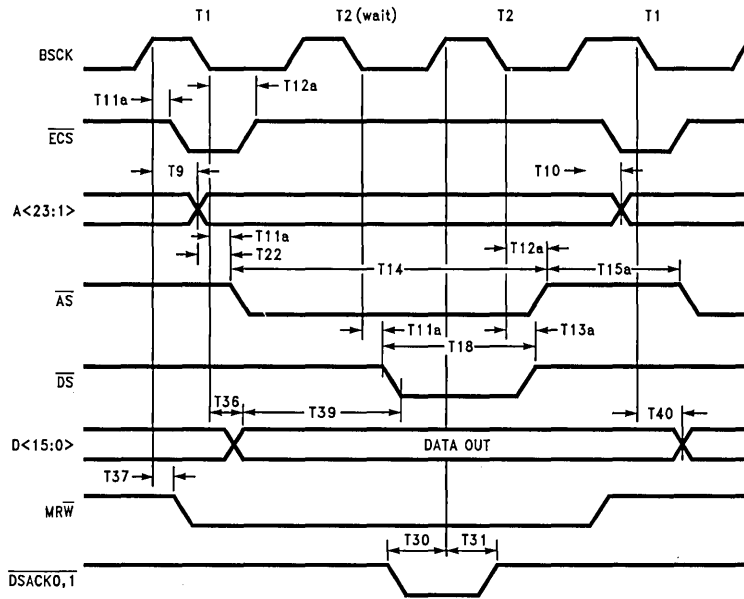 T1 T2 (wait) T2 T1
BSCK
T11a T12a
ECS
T9 T10
A<23:1>
T11a
T22 T12a
T14 T15a
AS
T11a T13a
T18
DS
T36 T39 T40
D<15:0> DATA OUT
T37
MRW
T30 T31
DSACK0,1